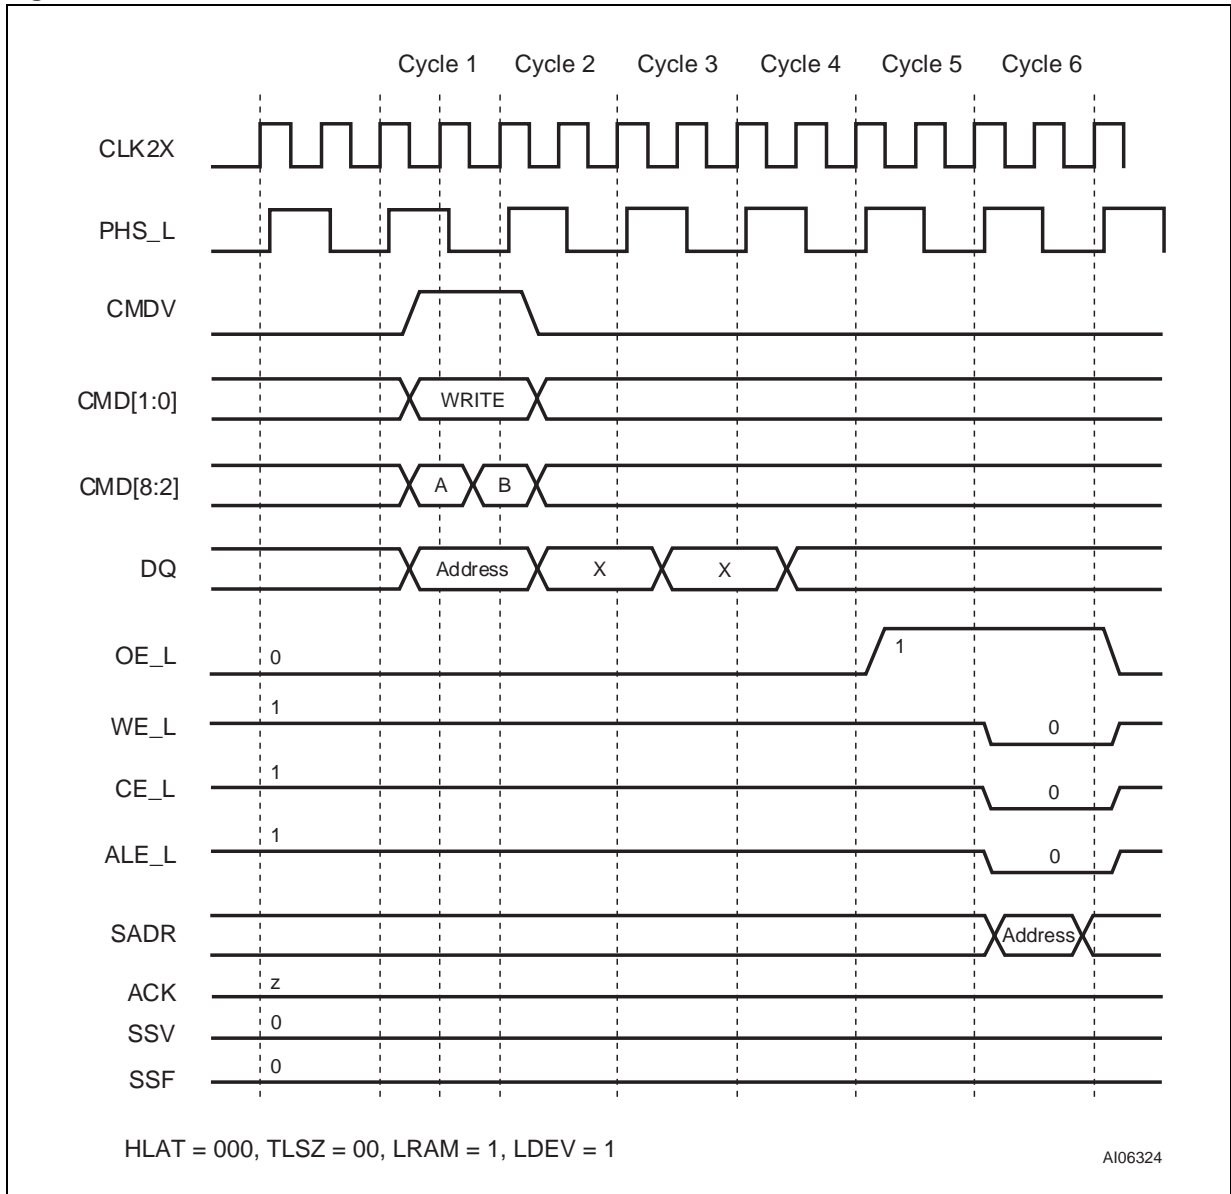 Cycle 1 Cycle 2 Cycle 3 Cycle 4 Cycle 5 Cycle 6
CLK2X
PHS_L
CMDV
CMD[1:0] WRITE
CMD[8:2] A B
DQ Address X X
OE_L 0 1
WE_L 1 0
CE_L 1 0
ALE_L 1 0
SADR Address
ACK z
SSV 0
SSF 0
HLAT = 000, TLSZ = 00, LRAM = 1, LDEV = 1
AI06324